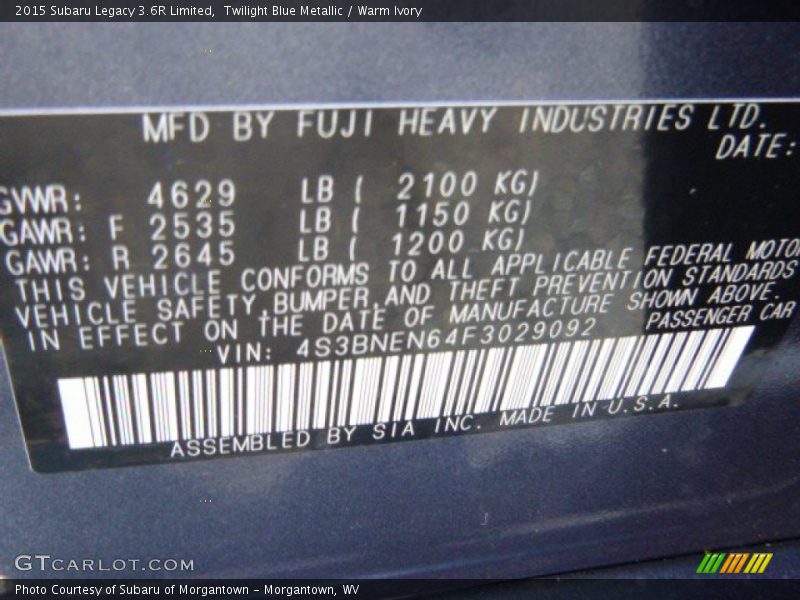 2015 Subaru Legacy 3.6R Limited,  Twilight Blue Metallic / Warm Ivory
MFD BY FUJI HEAVY INDUSTRIES LTD.
DATE:
GVWR: 4629 LB ( 2100 KG)
GAWR: F 2535 LB ( 1150 KG)
GAWR: R 2645 LB ( 1200 KG)
THIS VEHICLE CONFORMS TO ALL APPLICABLE FEDERAL MOTOR
VEHICLE SAFETY,BUMPER,AND THEFT PREVENTION STANDARDS
IN EFFECT ON THE DATE OF MANUFACTURE SHOWN ABOVE.
VIN: 4S3BNEN64F3029092 PASSENGER CAR
ASSEMBLED BY SIA INC. MADE IN U.S.A.
GTCARLOT.COM
Photo Courtesy of Subaru of Morgantown - Morgantown, WV